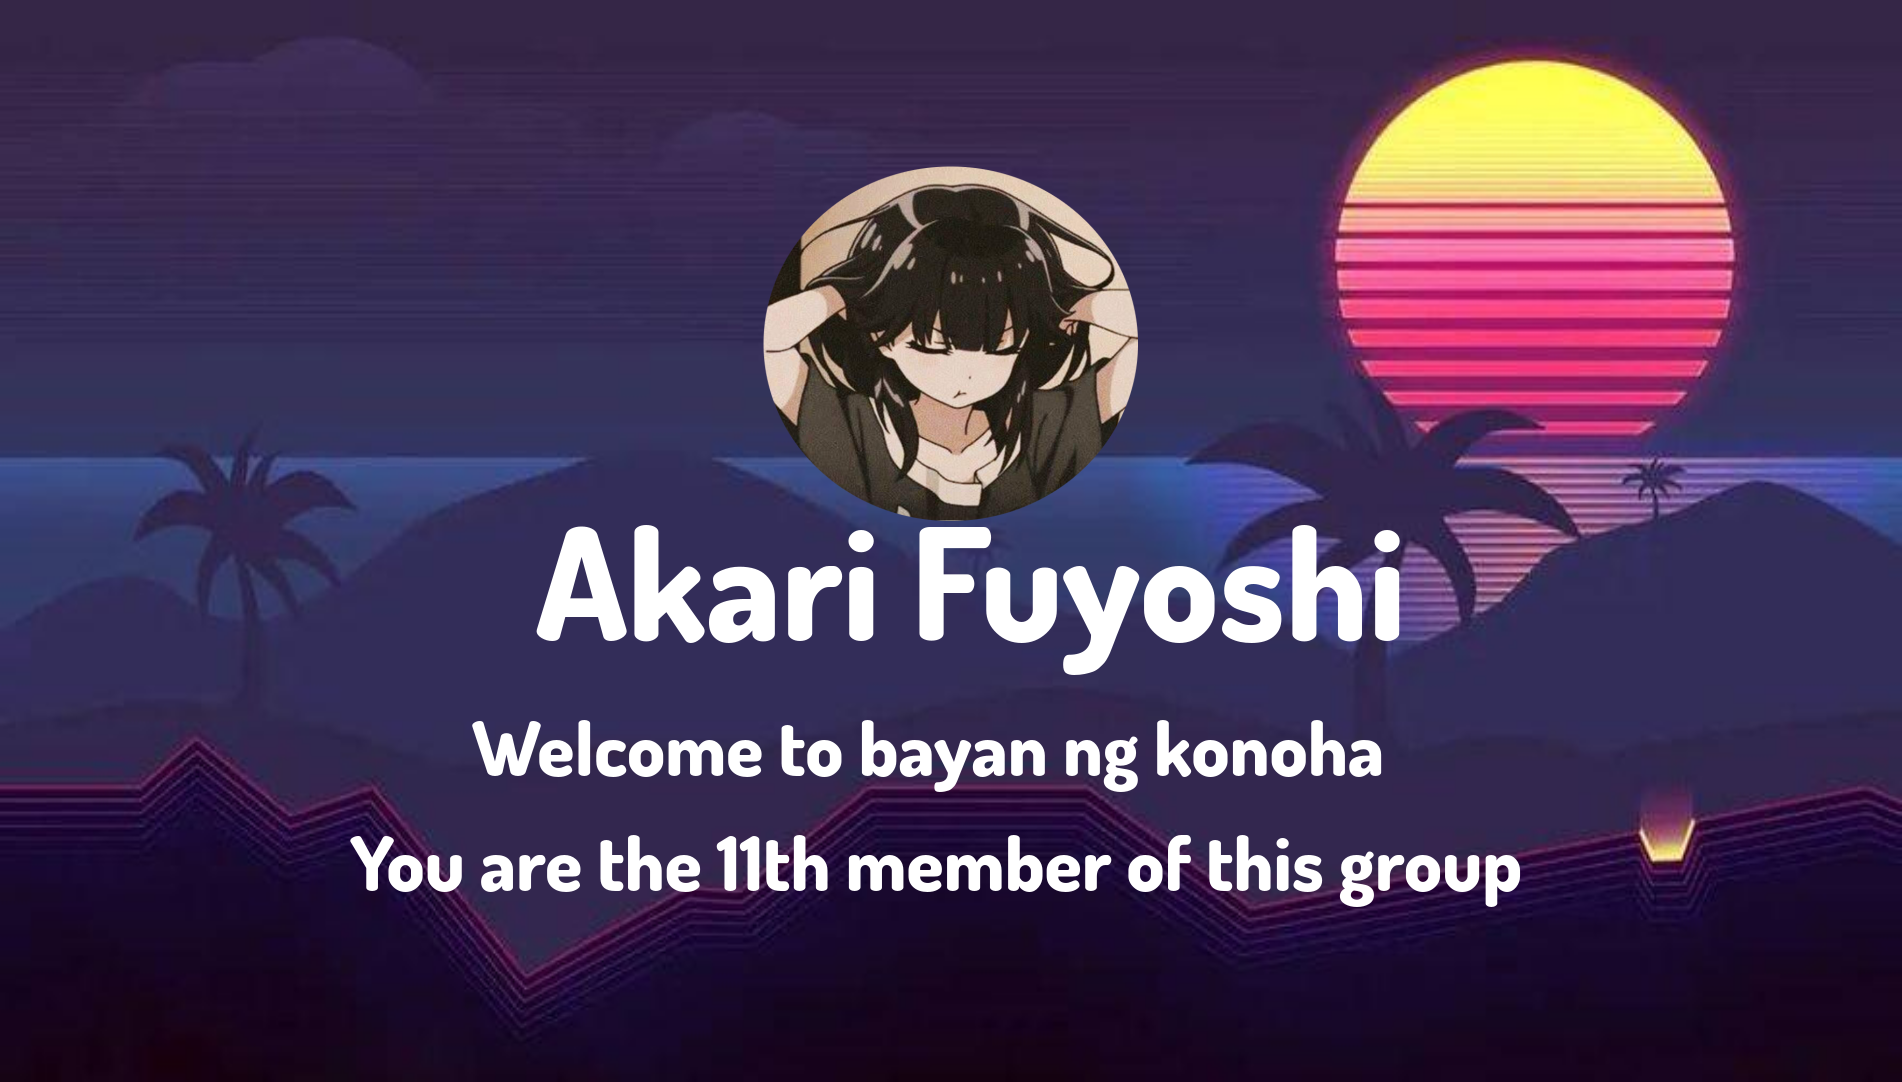 Akari Fuyoshi
Welcome to bayan ng konoha
You are the 11th member of this group